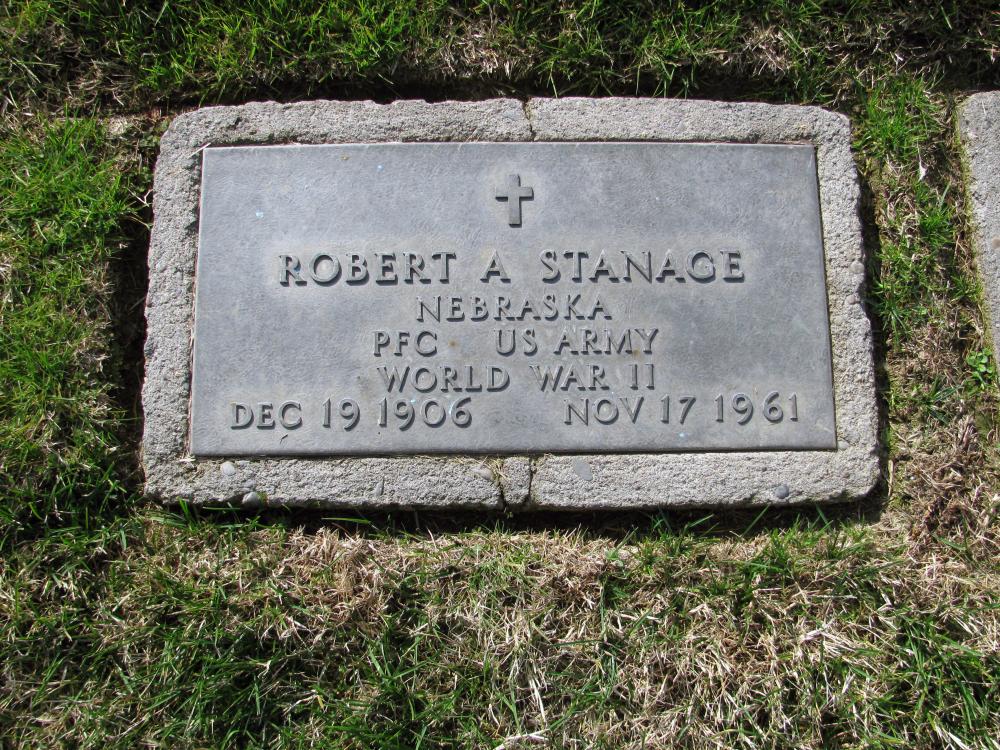 ROBERT A STANAGE
NEBRASKA
PFC US ARMY
WORLD WAR II
DEC 19 1906 NOV 17 1961